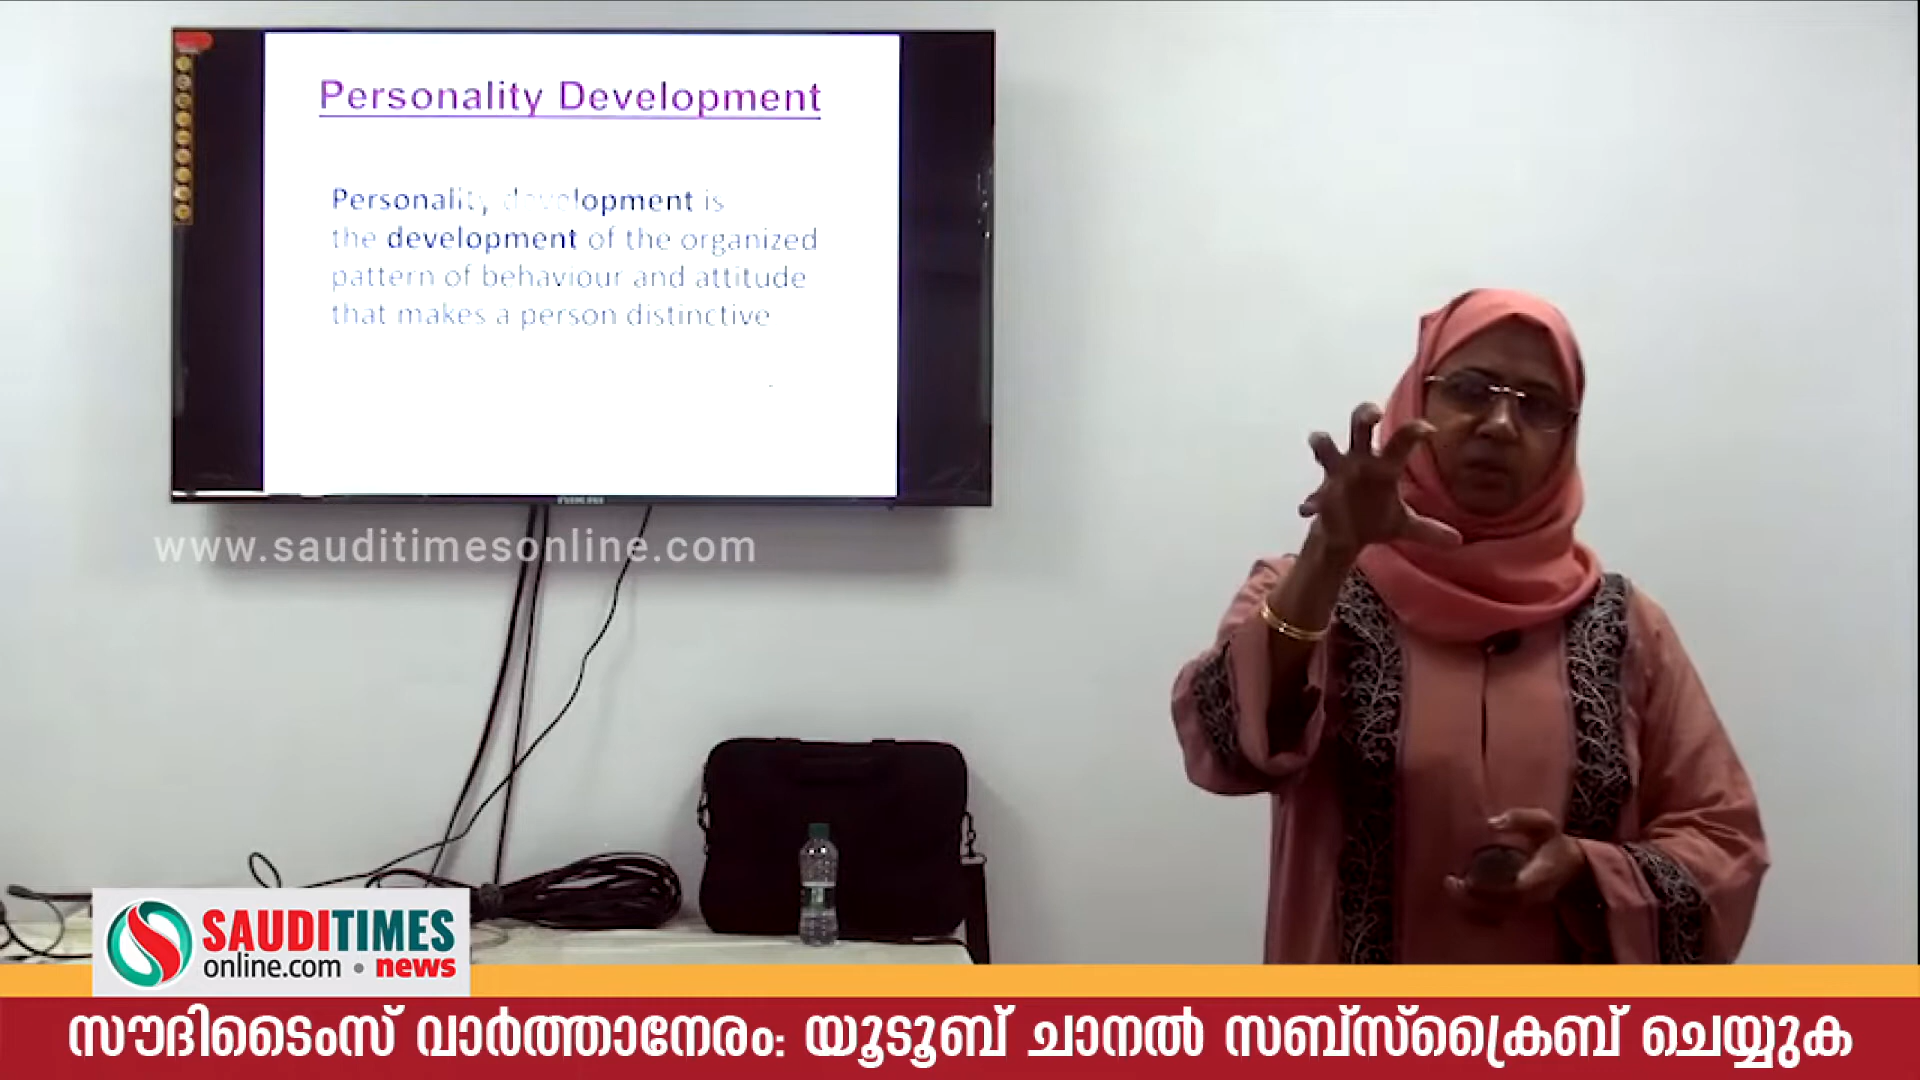 Personality Development
Personality development is
the development of the organized
pattern of behaviour and attitude
that makes a person distinctive
www.sauditimesonline.com
SAUDITIMES
online.com • news
സൗദിടൈംസ് വാർത്താനേരം: യൂടൂബ് ചാനൽ സബ്സ്ക്രൈബ് ചെയ്യുക